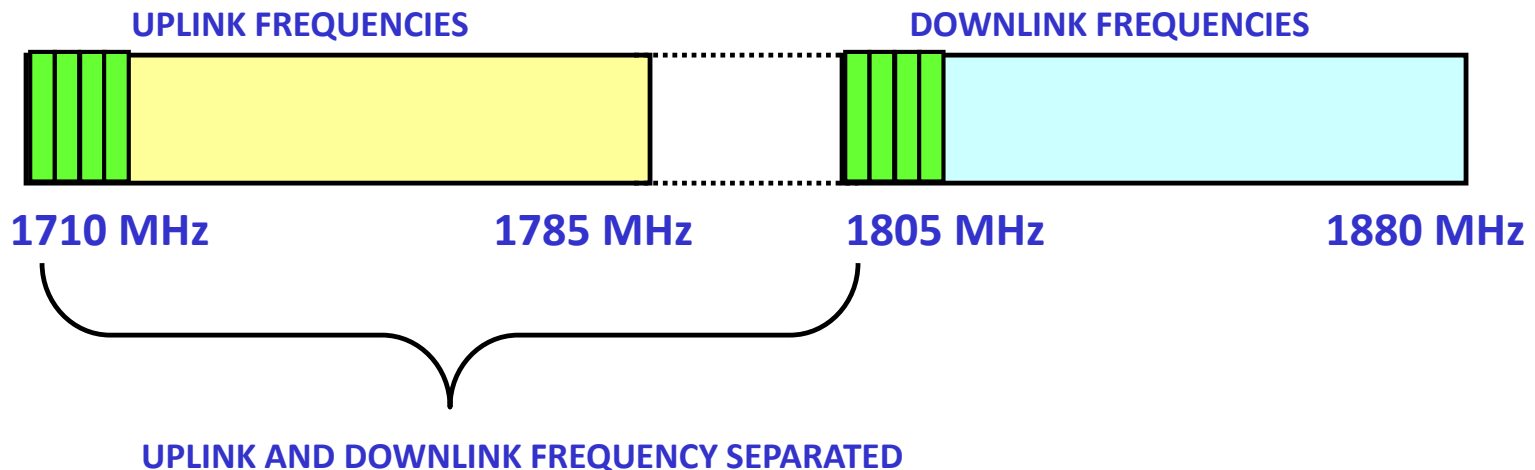 UPLINK FREQUENCIES DOWNLINK FREQUENCIES
1710 MHz 1785 MHz 1805 MHz 1880 MHz
UPLINK AND DOWNLINK FREQUENCY SEPARATED